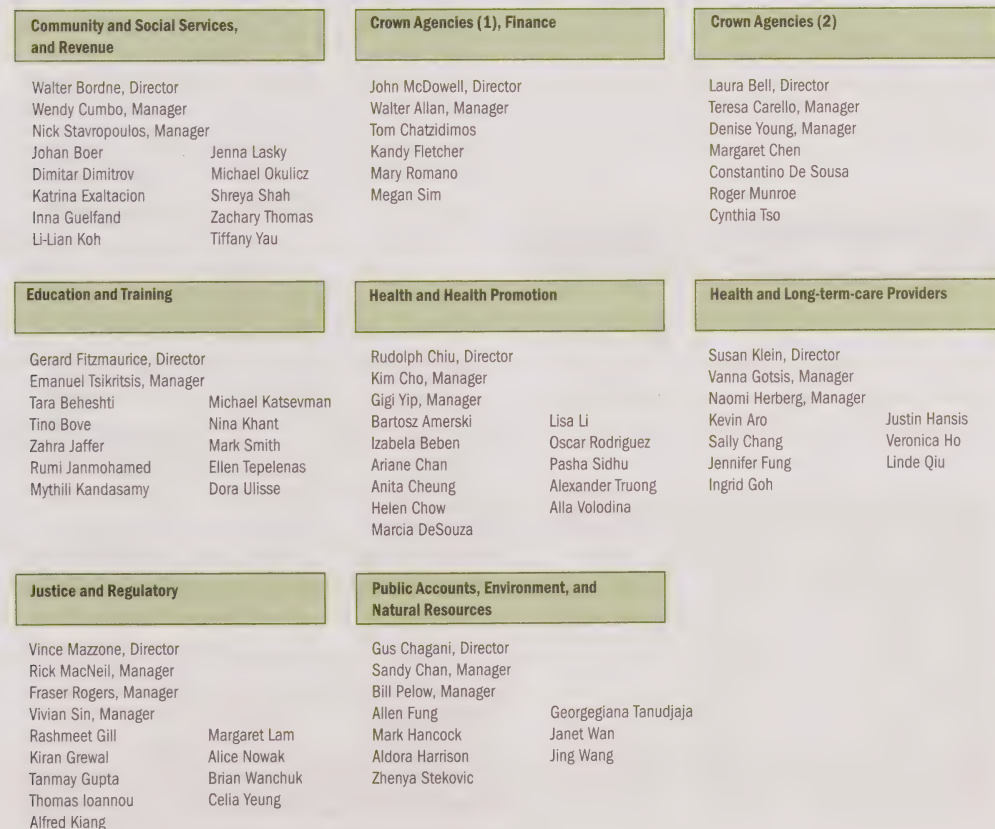 Community and Social Services,
and Revenue
Walter Bordne, Director
Wendy Cumbo, Manager
Nick Stavropoulos, Manager
Johan Boer
Dimitar Dimitrov
Katrina Exaltacion
Inna Guelfand
Li-Lian Koh
Jenna Lasky
Michael Okulicz
Shreya Shah
Zachary Thomas
Tiffany Yau
Crown Agencies (1), Finance
John McDowell, Director
Walter Allan, Manager
Tom Chatzidimos
Kandy Fletcher
Mary Romano
Megan Sim
Crown Agencies (2)
Laura Bell, Director
Teresa Carello, Manager
Denise Young, Manager
Margaret Chen
Constantino De Sousa
Roger Munroe
Cynthia Tso
Education and Training
Gerard Fitzmaurice, Director
Emanuel Tsikritsis, Manager
Tara Beheshti
Tino Bove
Zahra Jaffer
Rumi Janmohamed
Mythili Kandasamy
Michael Katsevman
Nina Khant
Mark Smith
Ellen Tepelenas
Dora Ulisse
Health and Health Promotion
Rudolph Chiu, Director
Kim Cho, Manager
Gigi Yip, Manager
Bartosz Amerski
Izabela Beben
Ariane Chan
Anita Cheung
Helen Chow
Marcia DeSouza
Lisa Li
Oscar Rodriguez
Pasha Sidhu
Alexander Truong
Alla Volodina
Health and Long-term-care Providers
Susan Klein, Director
Vanna Gotsis, Manager
Naomi Herberg, Manager
Kevin Aro
Sally Chang
Jennifer Fung
Ingrid Goh
Justin Hansis
Veronica Ho
Linde Qiu
Justice and Regulatory
Vince Mazzone, Director
Rick MacNeil, Manager
Fraser Rogers, Manager
Vivian Sin, Manager
Rashmeet Gill
Kiran Grewal
Tanmay Gupta
Thomas Ioannou
Alfred Kiang
Margaret Lam
Alice Nowak
Brian Wanchuk
Celia Yeung
Public Accounts, Environment, and
Natural Resources
Gus Chagani, Director
Sandy Chan, Manager
Bill Pelow, Manager
Allen Fung
Mark Hancock
Aldora Harrison
Zhenya Stekovic
Georgegiana Tanudjaja
Janet Wan
Jing Wang